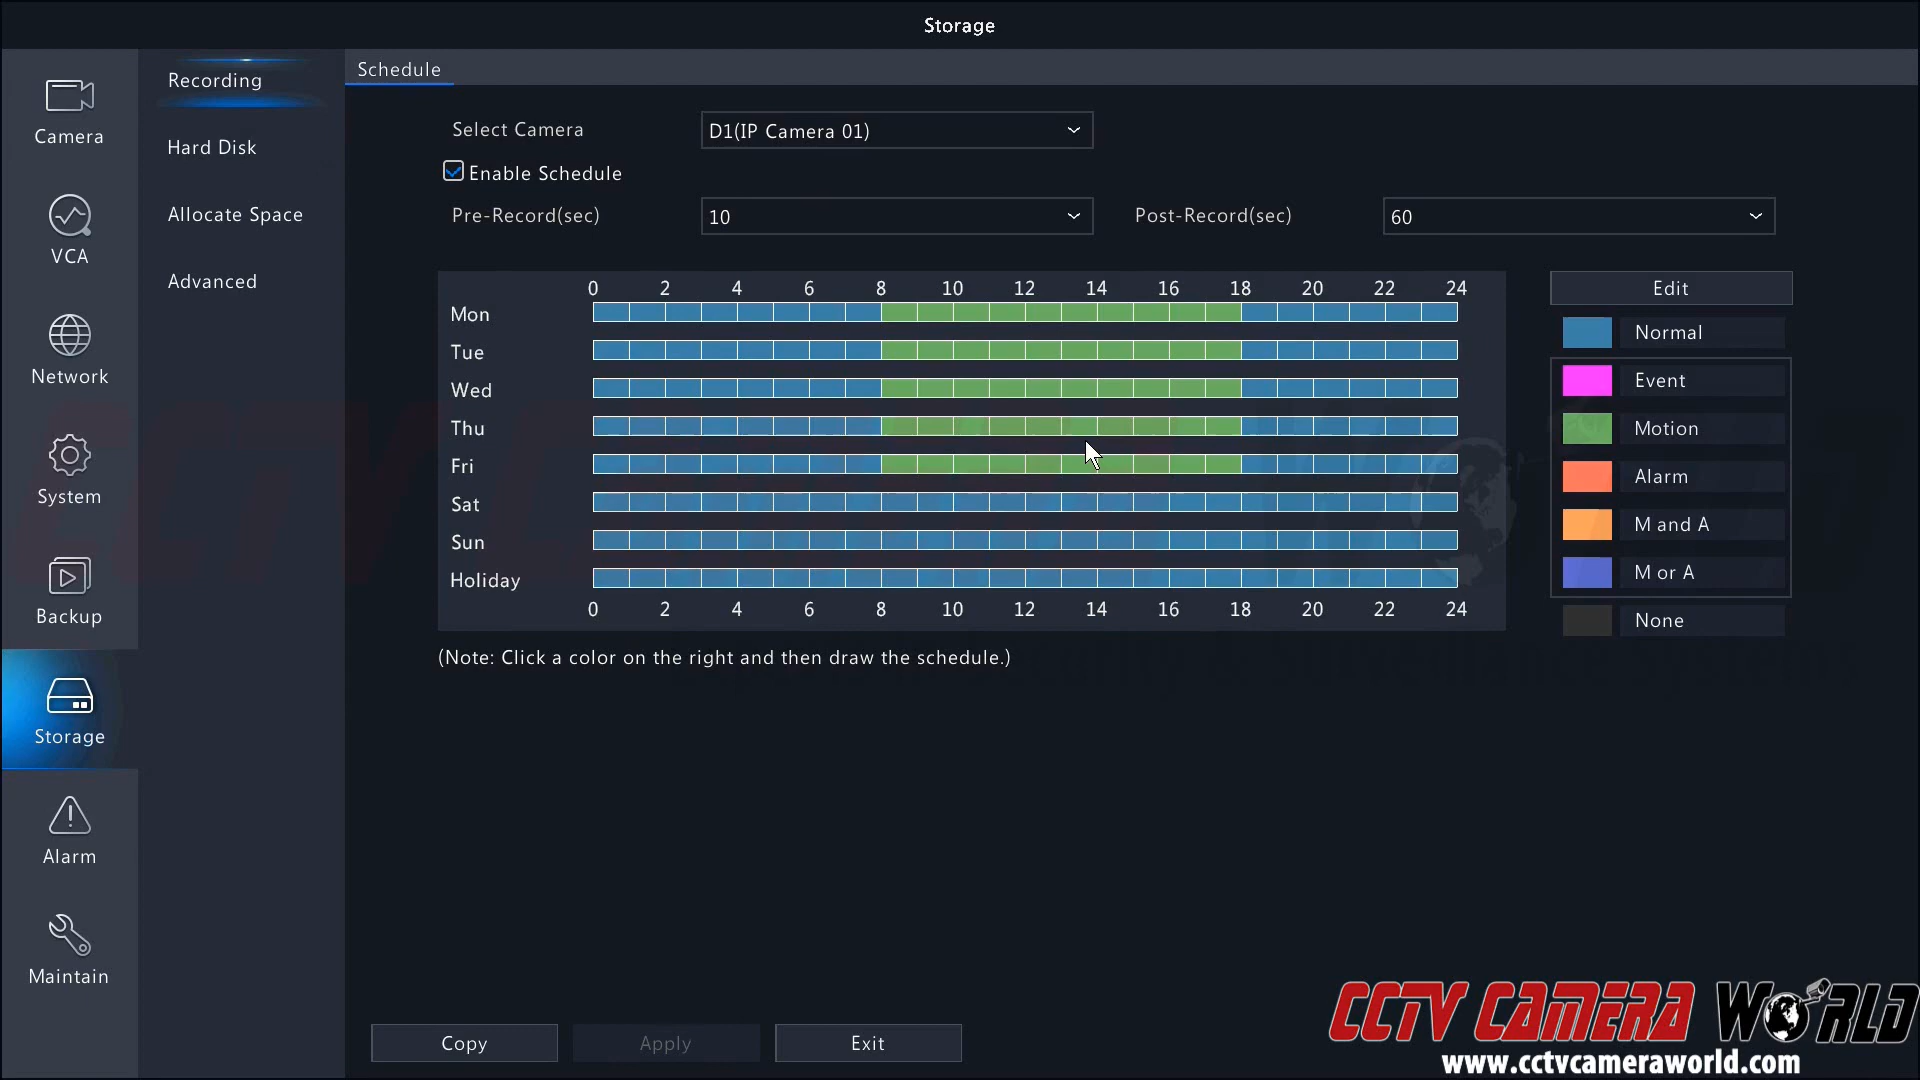 Storage
Camera
VCA
Network
System
Backup
Storage
Alarm
Maintain
Recording
Hard Disk
Allocate Space
Advanced
Schedule
Select Camera D1(IP Camera 01)
Enable Schedule
Pre-Record(sec) 10 Post-Record(sec) 60
0 2 4 6 8 10 12 14 16 18 20 22 24
Mon
Tue
Wed
Thu
Fri
Sat
Sun
Holiday
0 2 4 6 8 10 12 14 16 18 20 22 24
(Note: Click a color on the right and then draw the schedule.)
Edit
Normal
Event
Motion
Alarm
M and A
M or A
None
Copy Apply Exit
CCTV CAMERA WORLD
www.cctvcameraworld.com